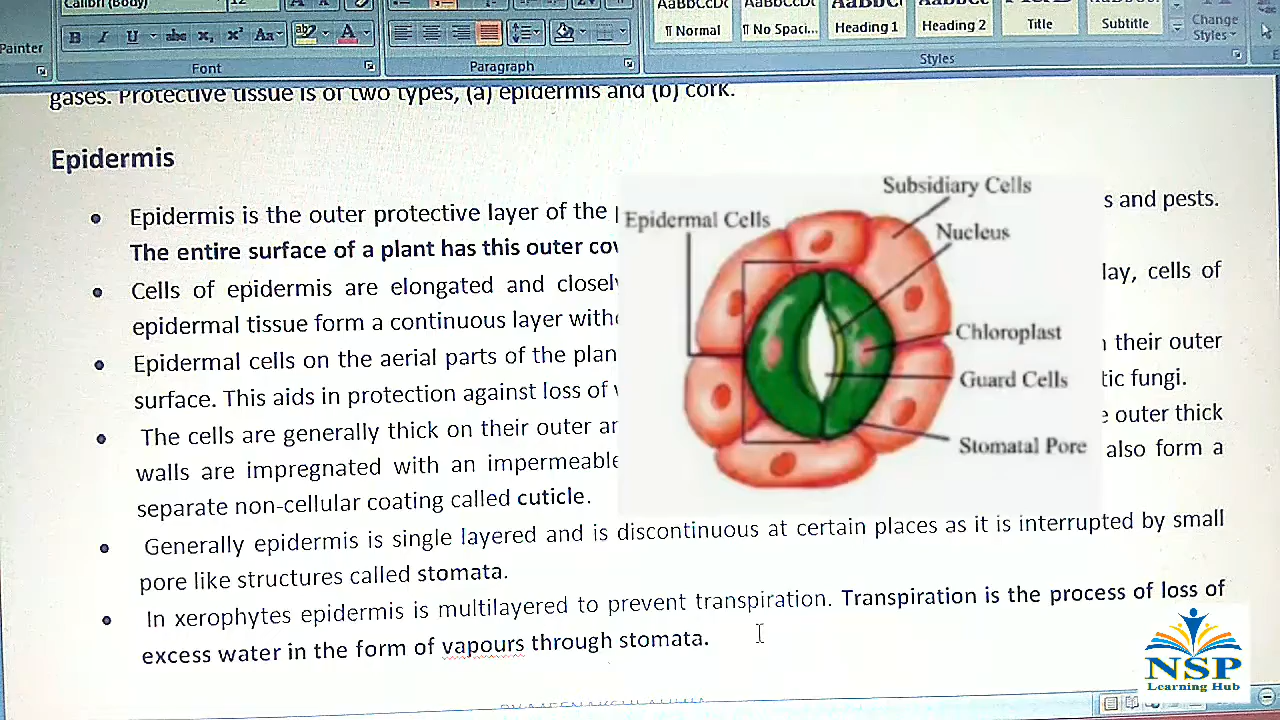 Calibri (Body)
12
AaBbCcDc AaBbCcDc AaBbC
Painter
B I U abc x₂ x² Aa ab A
¶ Normal ¶ No Spaci... Heading 1 Heading 2 Title Subtitle
Change
Styles
Font Paragraph Styles
gases. Protective tissue is of two types, (a) epidermis and (b) cork.
Epidermis
• Epidermis is the outer protective layer of the
s and pests.
The entire surface of a plant has this outer
• Cells of epidermis are elongated and
lay, cells of
epidermal tissue form a continuous layer
• Epidermal cells on the aerial parts of the
their outer
surface. This aids in protection against loss of
tic fungi.
• The cells are generally thick on their outer
outer thick
walls are impregnated with an
also form a
separate non-cellular coating called cuticle.
• Generally epidermis is single layered and is discontinuous at certain places as it is interrupted by small
pore like structures called stomata.
• In xerophytes epidermis is multilayered to prevent transpiration. Transpiration is the process of loss of
excess water in the form of vapours through stomata.
Subsidiary Cells
Epidermal Cells
Nucleus
Chloroplast
Guard Cells
Stomatal Pore
NSP
Learning Hub